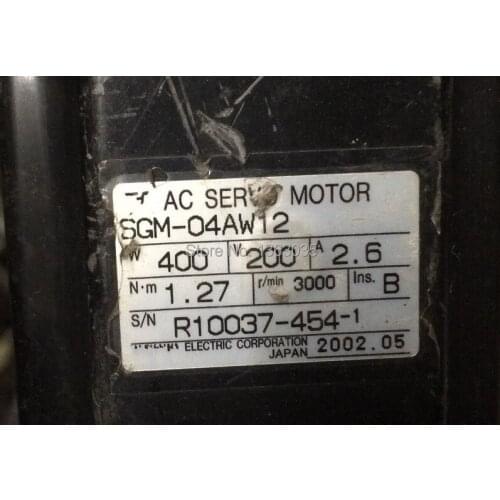 AC SERVO MOTOR
SGM-04AW12
W 400 200 A 2.6
N·m 1.27 r/min 3000 Ins. B
S/N R10037-454-1
ELECTRIC CORPORATION
JAPAN 2002.05